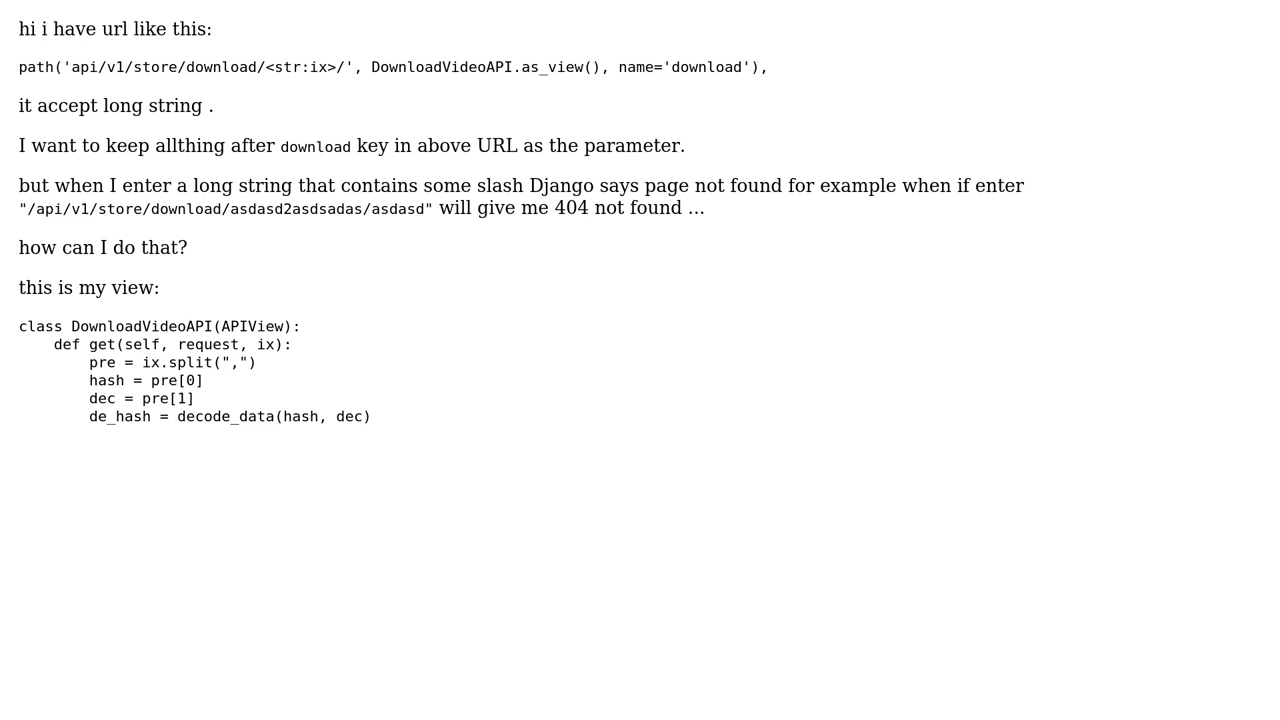 hi i have url like this:
path('api/v1/store/download/<str:ix>/', DownloadVideoAPI.as_view(), name='download'),
it accept long string .
I want to keep allthing after download key in above URL as the parameter.
but when I enter a long string that contains some slash Django says page not found for example when if enter
"/api/v1/store/download/asdasd2asdsadas/asdasd" will give me 404 not found ...
how can I do that?
this is my view:
class DownloadVideoAPI(APIView):
    def get(self, request, ix):
        pre = ix.split(",")
        hash = pre[0]
        dec = pre[1]
        de_hash = decode_data(hash, dec)